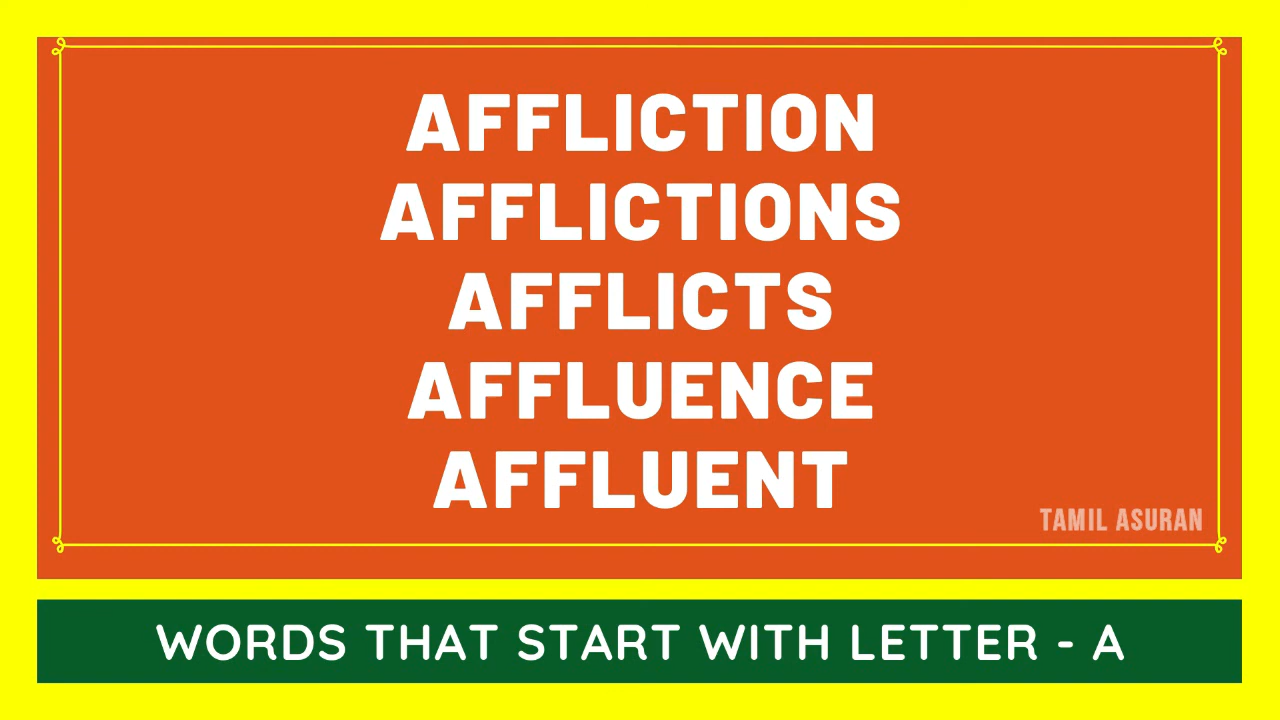 AFFLICTION
AFFLICTIONS
AFFLICTS
AFFLUENCE
AFFLUENT
TAMIL ASURAN
WORDS THAT START WITH LETTER - A